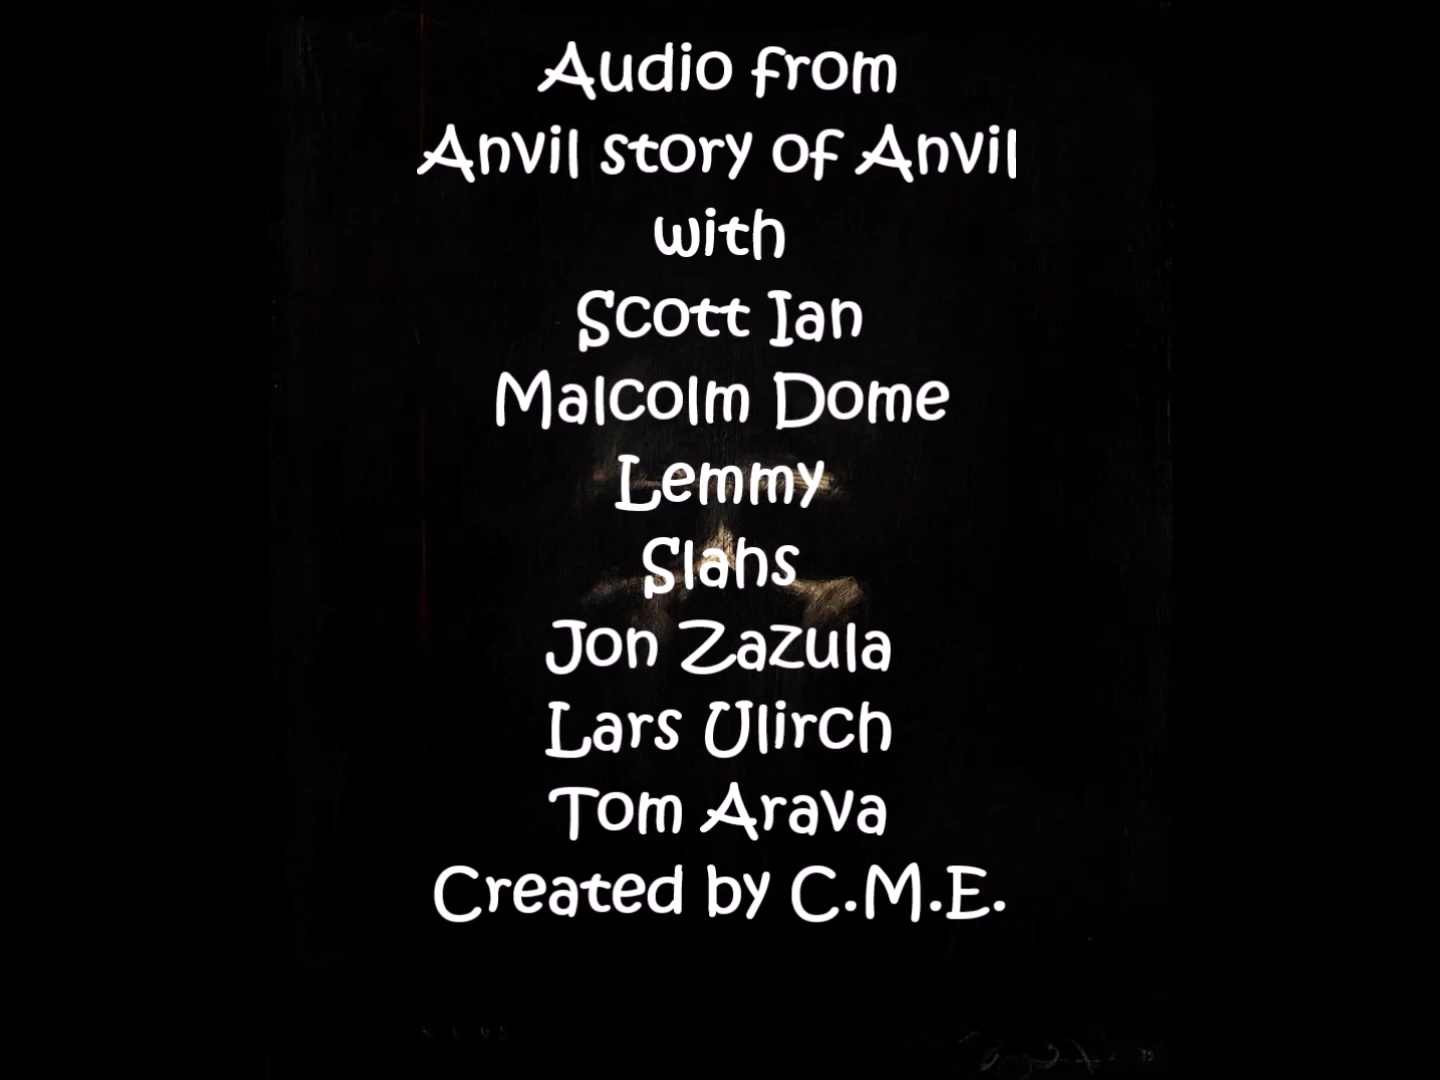 Audio from
Anvil story of Anvil
with
Scott Ian
Malcolm Dome
Lemmy
Slahs
Jon Zazula
Lars Ulirch
Tom Arava
Created by C.M.E.